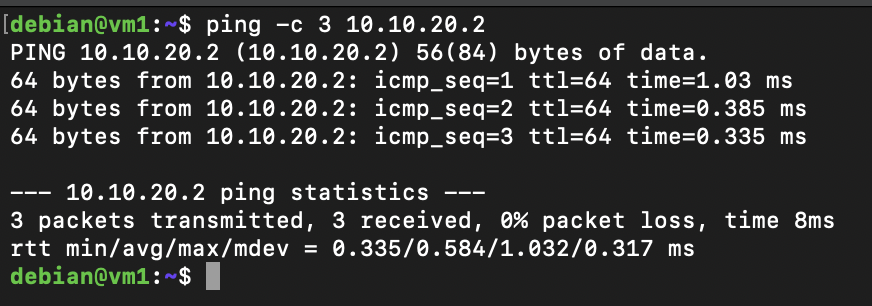 [debian@vm1:~$ ping -c 3 10.10.20.2
PING 10.10.20.2 (10.10.20.2) 56(84) bytes of data.
64 bytes from 10.10.20.2: icmp_seq=1 ttl=64 time=1.03 ms
64 bytes from 10.10.20.2: icmp_seq=2 ttl=64 time=0.385 ms
64 bytes from 10.10.20.2: icmp_seq=3 ttl=64 time=0.335 ms
--- 10.10.20.2 ping statistics ---
3 packets transmitted, 3 received, 0% packet loss, time 8ms
rtt min/avg/max/mdev = 0.335/0.584/1.032/0.317 ms
debian@vm1:~$